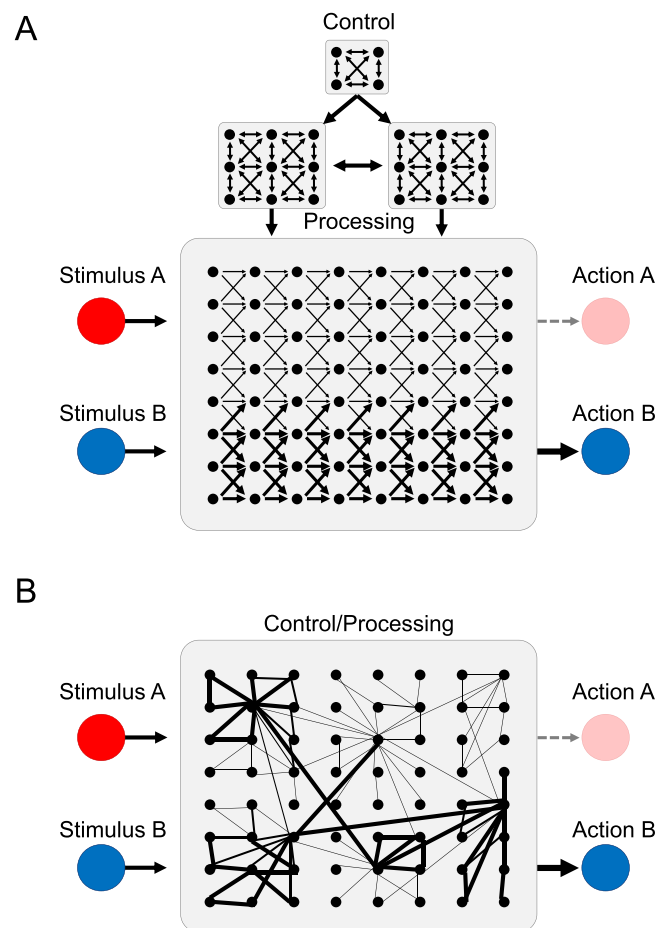 A
Control
Processing
Stimulus A
Action A
Stimulus B
Action B
B
Control/Processing
Stimulus A
Action A
Stimulus B
Action B